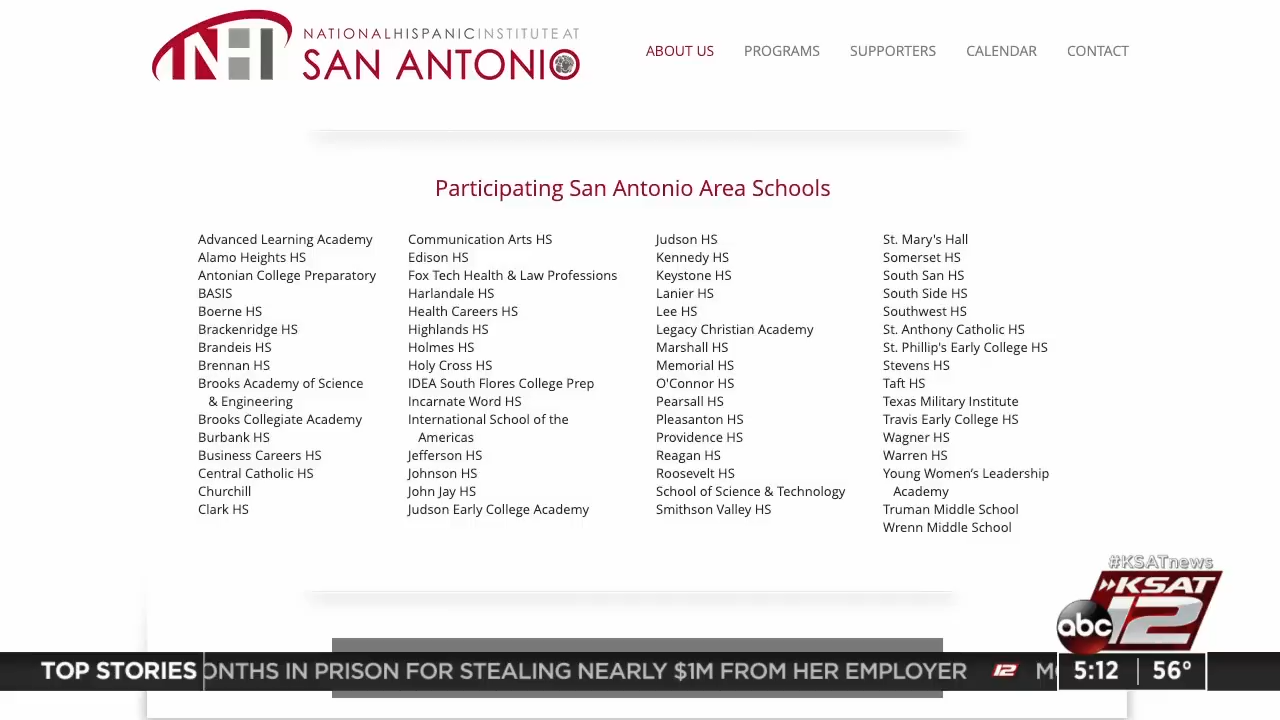 NHI
NATIONALHISPANICINSTITUTE AT
SAN ANTONIO
ABOUT US
PROGRAMS
SUPPORTERS
CALENDAR
CONTACT
Participating San Antonio Area Schools
Advanced Learning Academy
Alamo Heights HS
Antonian College Preparatory
BASIS
Boerne HS
Brackenridge HS
Brandeis HS
Brennan HS
Brooks Academy of Science
& Engineering
Brooks Collegiate Academy
Burbank HS
Business Careers HS
Central Catholic HS
Churchill
Clark HS
Communication Arts HS
Edison HS
Fox Tech Health & Law Professions
Harlandale HS
Health Careers HS
Highlands HS
Holmes HS
Holy Cross HS
IDEA South Flores College Prep
Incarnate Word HS
International School of the
Americas
Jefferson HS
Johnson HS
John Jay HS
Judson Early College Academy
Judson HS
Kennedy HS
Keystone HS
Lanier HS
Lee HS
Legacy Christian Academy
Marshall HS
Memorial HS
O'Connor HS
Pearsall HS
Pleasanton HS
Providence HS
Reagan HS
Roosevelt HS
School of Science & Technology
Smithson Valley HS
St. Mary's Hall
Somerset HS
South San HS
South Side HS
Southwest HS
St. Anthony Catholic HS
St. Phillip's Early College HS
Stevens HS
Taft HS
Texas Military Institute
Travis Early College HS
Wagner HS
Warren HS
Young Women’s Leadership
Academy
Truman Middle School
Wrenn Middle School
#KSATnews
KSAT
abc 12
TOP STORIES
ONTHS IN PRISON FOR STEALING NEARLY $1M FROM HER EMPLOYER 12 MO
5:12
56°